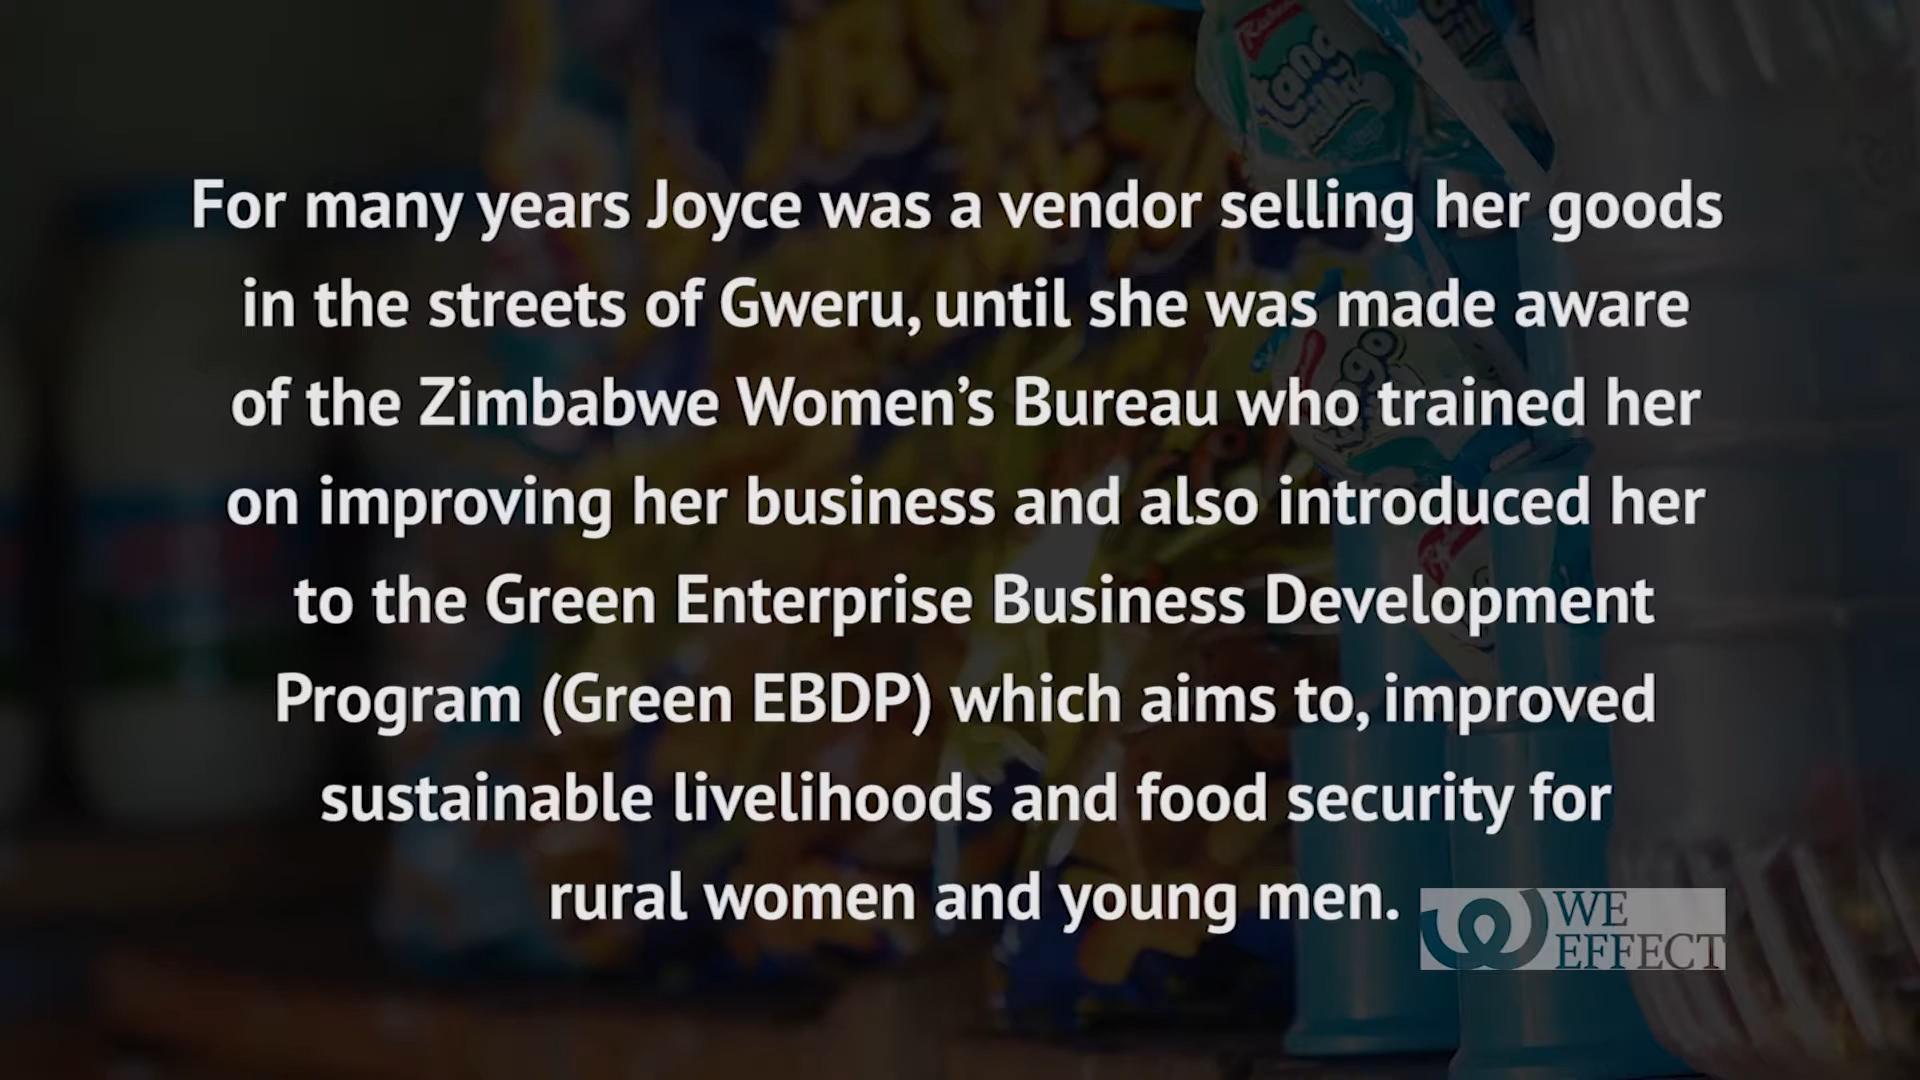 For many years Joyce was a vendor selling her goods
in the streets of Gweru, until she was made aware
of the Zimbabwe Women’s Bureau who trained her
on improving her business and also introduced her
to the Green Enterprise Business Development
Program (Green EBDP) which aims to, improved
sustainable livelihoods and food security for
rural women and young men.
WE
EFFECT